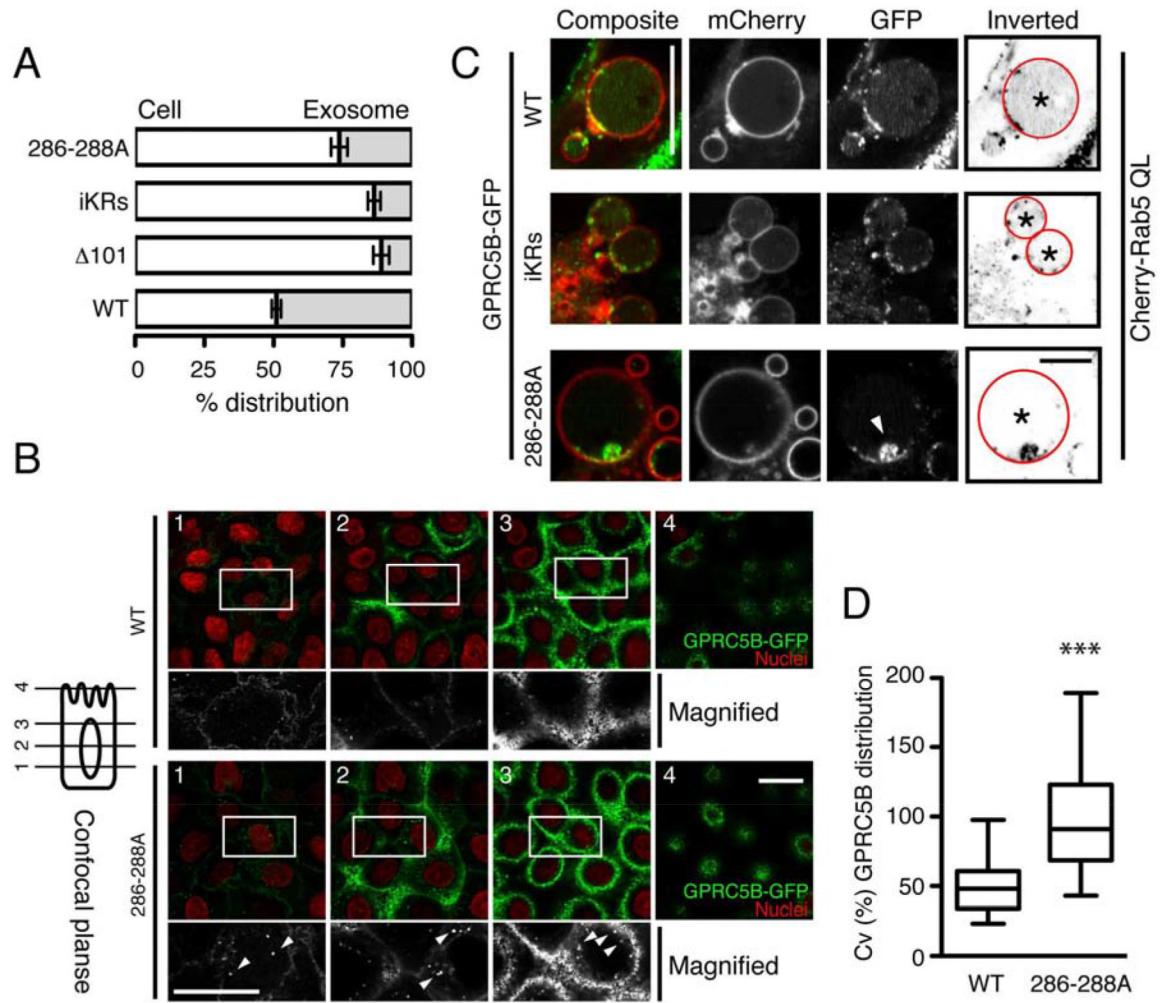 A
Cell Exosome
286-288A
iKRs
Δ101
WT
0 25 50 75 100
% distribution
B
WT
1 2 3 4
GPRC5B-GFP
Nuclei
Magnified
4
3
2
1
Confocal planse
286-288A
1 2 3 4
GPRC5B-GFP
Nuclei
Magnified
C
Composite mCherry GFP Inverted
GPRC5B-GFP
WT
*
iKRs
* *
286-288A
*
Cherry-Rab5 QL
D
Cv (%) GPRC5B distribution
200
150
100
50
0
***
WT 286-288A